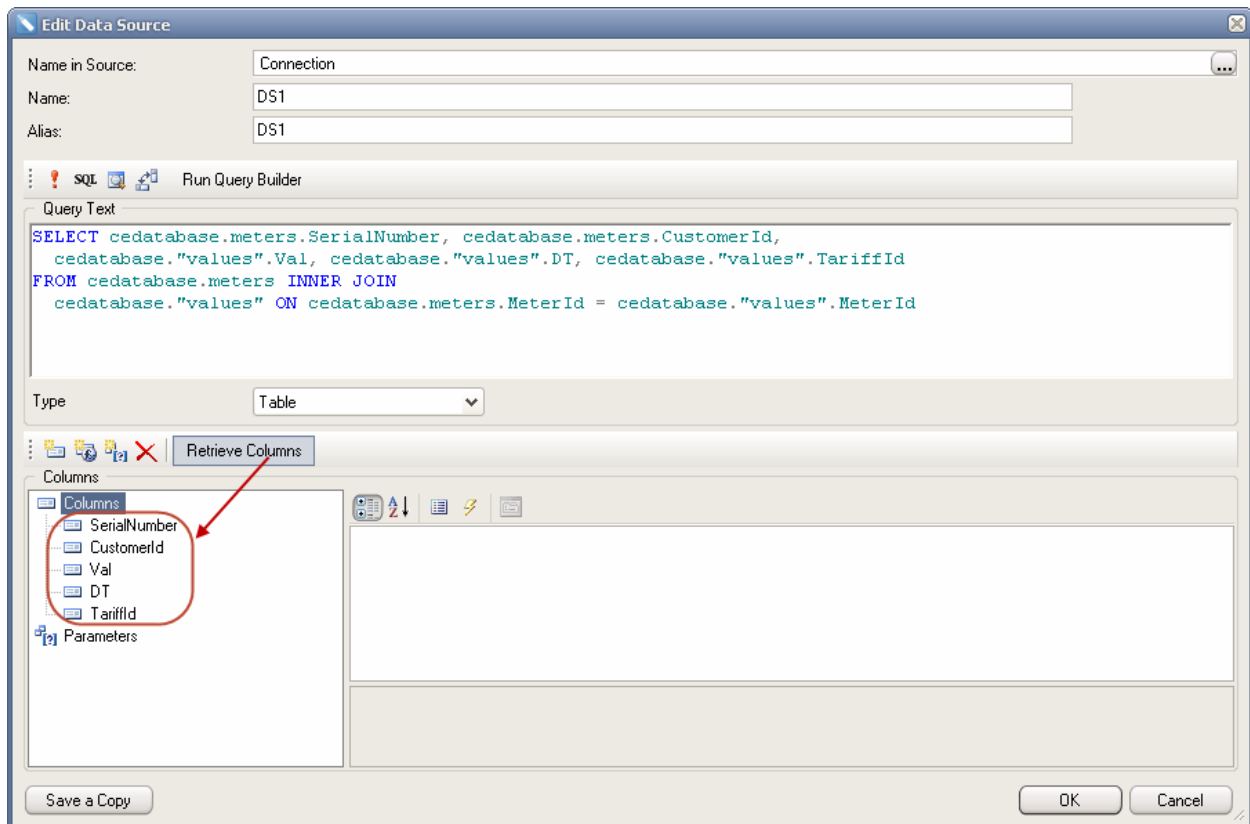 Edit Data Source
Name in Source: Connection ...
Name: DS1
Alias: DS1
SQL Run Query Builder
Query Text
SELECT cedatabase.meters.SerialNumber, cedatabase.meters.CustomerId,
cedatabase."values".Val, cedatabase."values".DT, cedatabase."values".TariffId
FROM cedatabase.meters INNER JOIN
cedatabase."values" ON cedatabase.meters.MeterId = cedatabase."values".MeterId
Type Table
Retrieve Columns
Columns
Columns
SerialNumber
CustomerId
Val
DT
TariffId
Parameters
Save a Copy OK Cancel